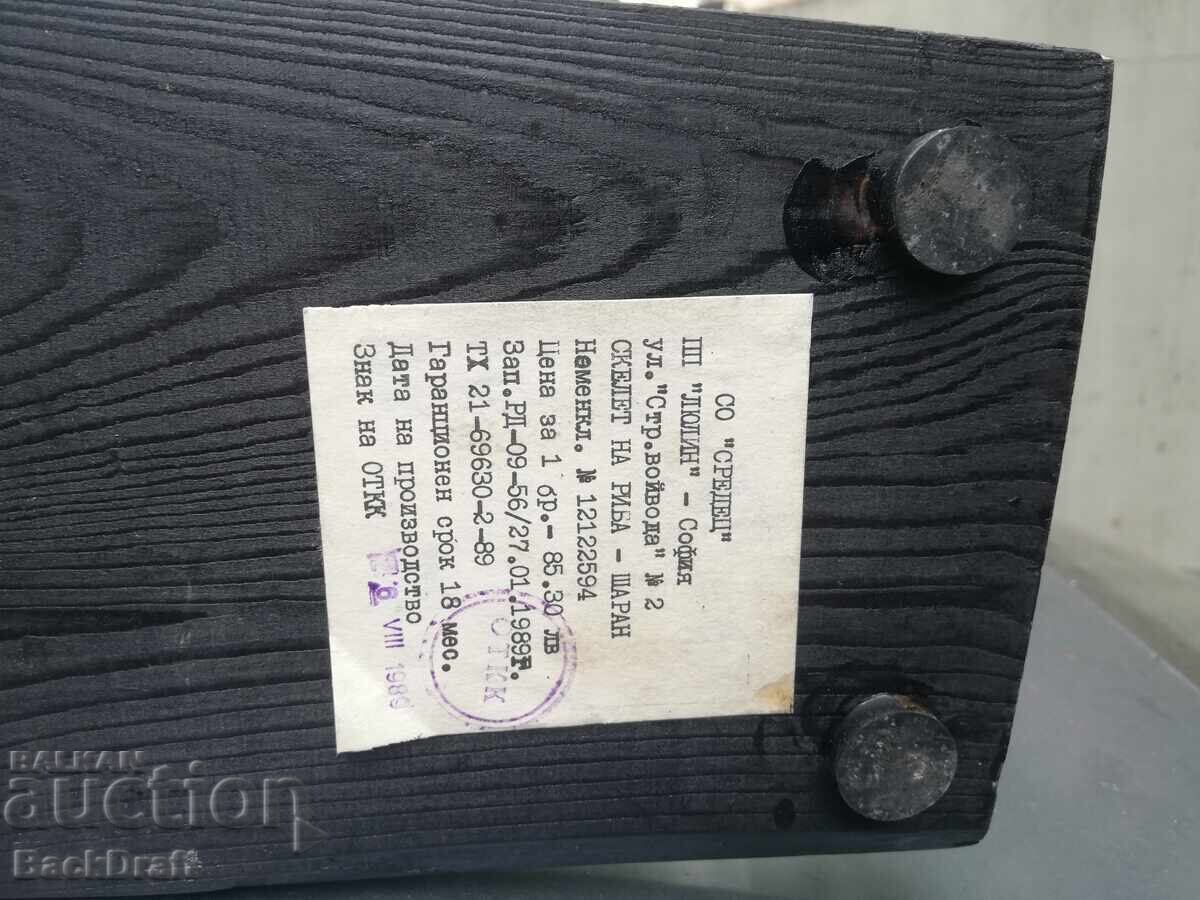 СО "СРЕДЕЦ"
ПП "ЛЮЛИН" - София
ул."Стр.войвода" № 2
СКЕЛЕТ НА РИБА - ШАРАН
Номенкл. № 12122594
Цена за 1 бр.- 85.30 лв
Зап.РД-09-56/27.01.1989г.
ТХ 21-69630-2-89
Гаранционен срок 18 мес.
Дата на производство
Знак на ОТКК
VIII 1989
ОТКК
BALKAN
auction
BackDraft